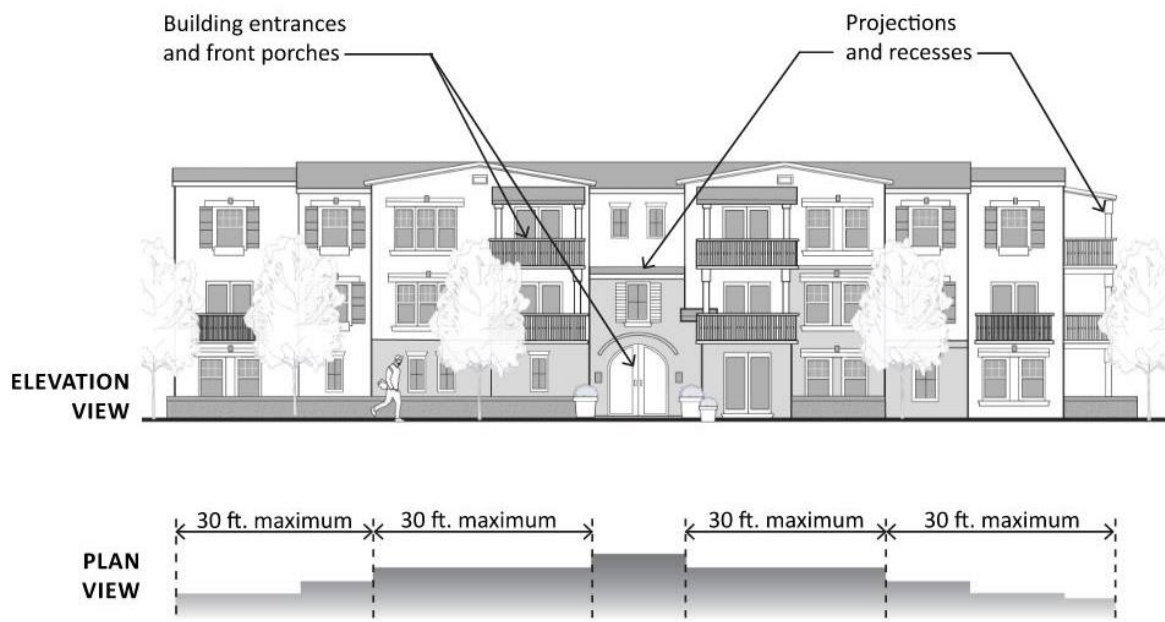 Building entrances
and front porches
Projections
and recesses
ELEVATION
VIEW
30 ft. maximum
30 ft. maximum
30 ft. maximum
30 ft. maximum
PLAN
VIEW